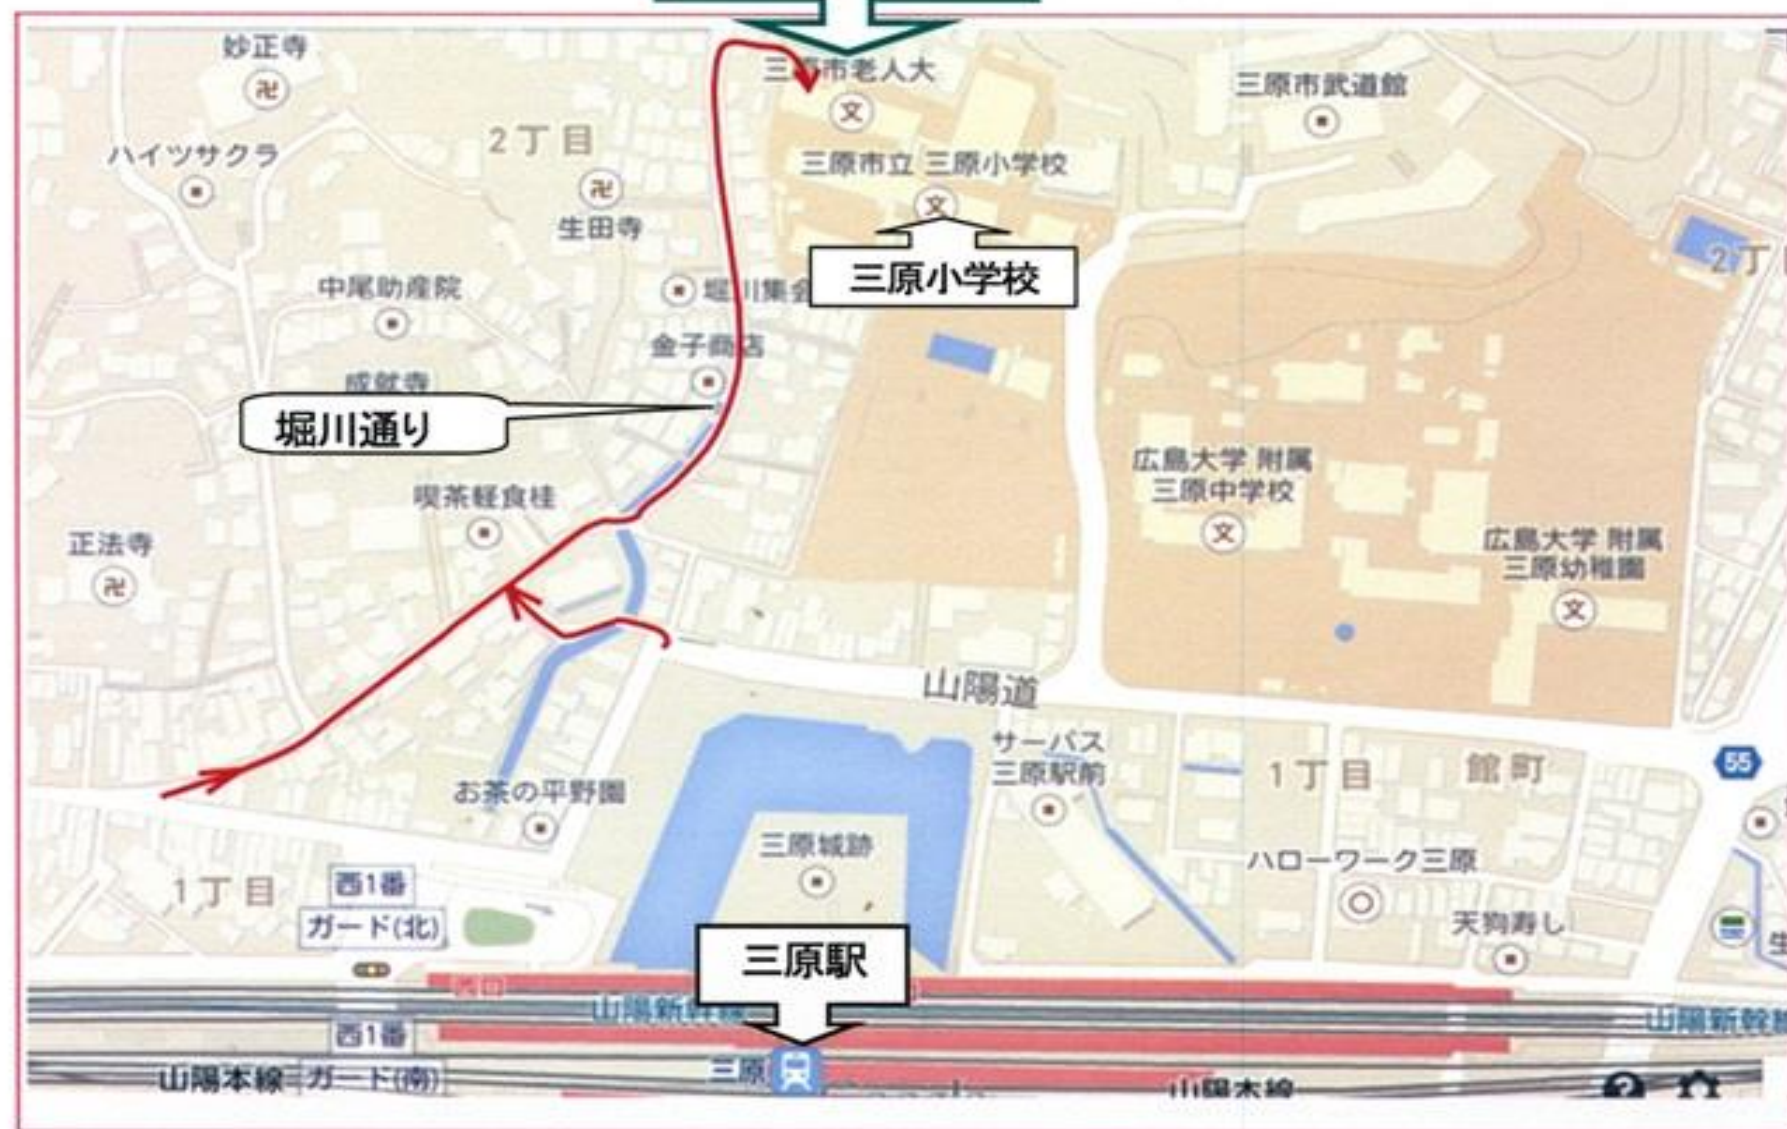 妙正寺
三原市老人大
三原市武道館
2丁目
ハイツサクラ
三原市立 三原小学校
生田寺
三原小学校
中尾助産院
堀川集会
2丁
金子商店
成就寺
堀川通り
喫茶軽食桂
広島大学 附属
三原中学校
正法寺
広島大学 附属
三原幼稚園
山陽道
サーパス
三原駅前
1丁目
館町
55
お茶の平野園
三原城跡
ハローワーク三原
1丁目
西1番
ガード(北)
天狗寿し
三原駅
山陽新幹線
山陽新幹線
西1番
ガード(南)
山陽本線
三原
山陽本線